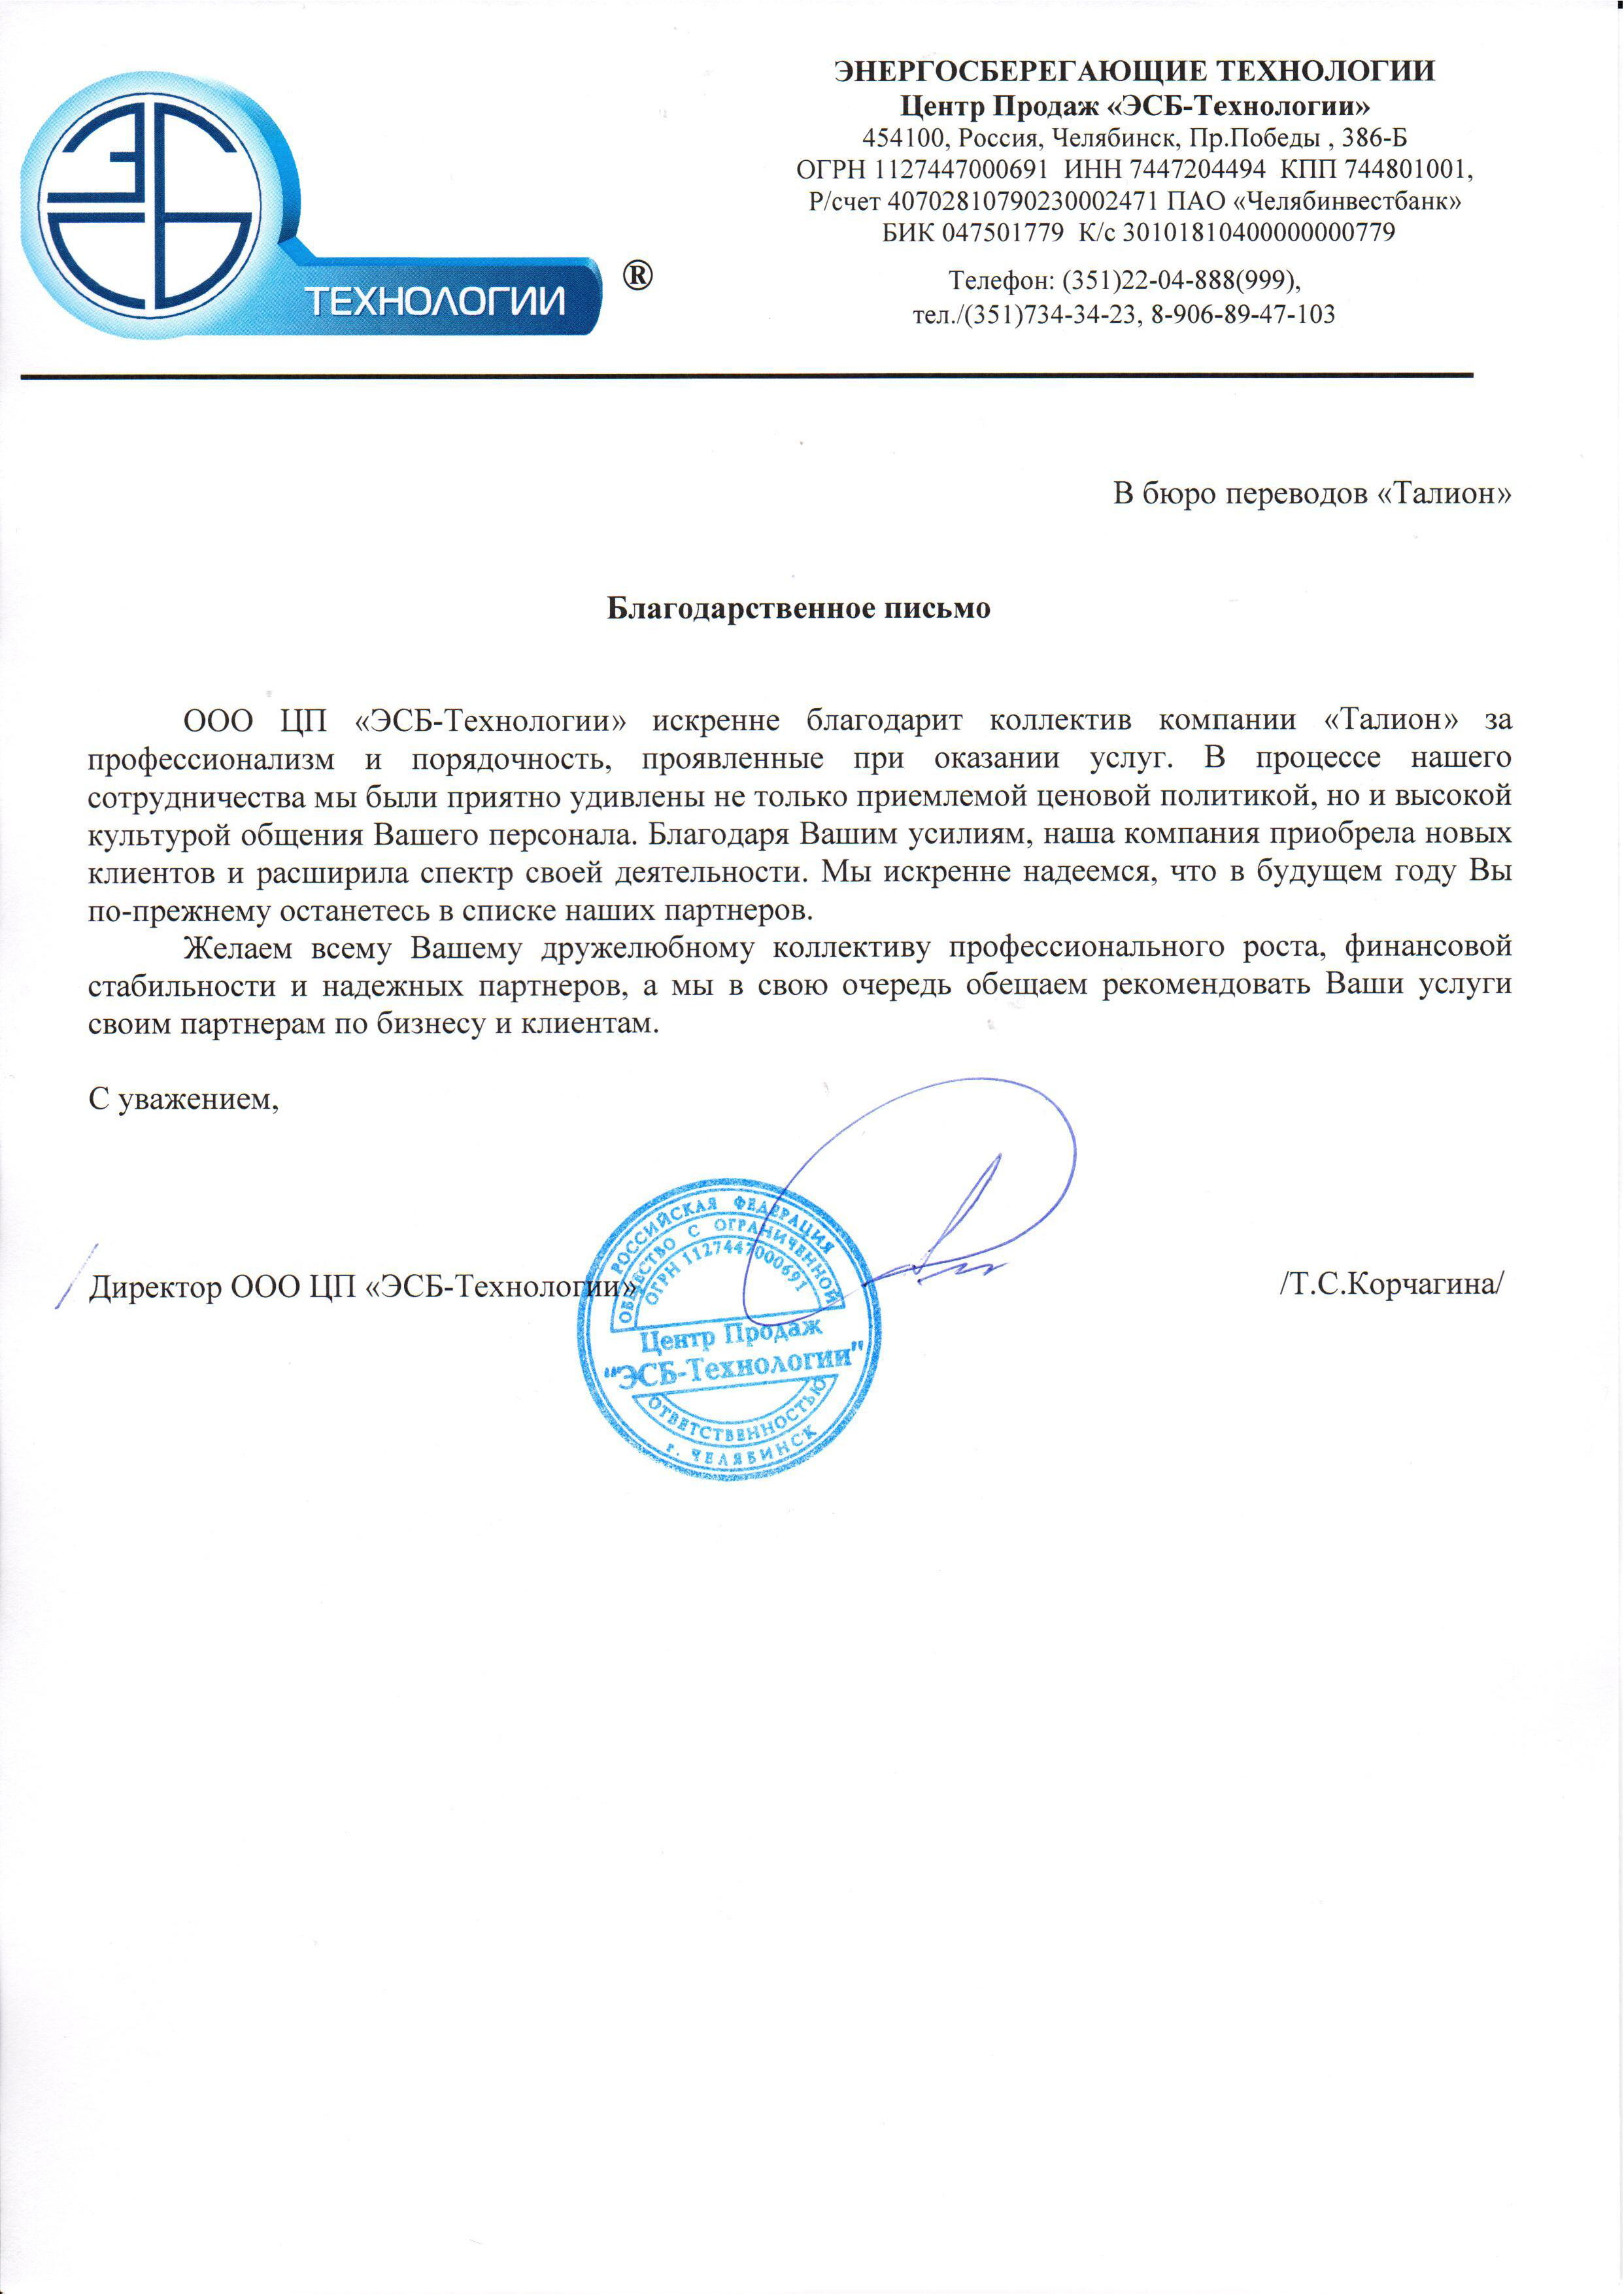 ЭНЕРГОСБЕРЕГАЮЩИЕ ТЕХНОЛОГИИ
Центр Продаж «ЭСБ-Технологии»
454100, Россия, Челябинск, Пр.Победы , 386-Б
ОГРН 1127447000691 ИНН 7447204494 КПП 744801001,
Р/счет 40702810790230002471 ПАО «Челябинвестбанк»
БИК 047501779 К/с 30101810400000000779
Телефон: (351)22-04-888(999),
тел./(351)734-34-23, 8-906-89-47-103
ЭСБ
ТЕХНОЛОГИИ ®
В бюро переводов «Талион»
Благодарственное письмо
ООО ЦП «ЭСБ-Технологии» искренне благодарит коллектив компании «Талион» за
профессионализм и порядочность, проявленные при оказании услуг. В процессе нашего
сотрудничества мы были приятно удивлены не только приемлемой ценовой политикой, но и высокой
культурой общения Вашего персонала. Благодаря Вашим усилиям, наша компания приобрела новых
клиентов и расширила спектр своей деятельности. Мы искренне надеемся, что в будущем году Вы
по-прежнему останетесь в списке наших партнеров.
Желаем всему Вашему дружелюбному коллективу профессионального роста, финансовой
стабильности и надежных партнеров, а мы в свою очередь обещаем рекомендовать Ваши услуги
своим партнерам по бизнесу и клиентам.
С уважением,
Директор ООО ЦП «ЭСБ-Технологии» /Т.С.Корчагина/
РОССИЙСКАЯ ФЕДЕРАЦИЯ
ОБЩЕСТВО С ОГРАНИЧЕННОЙ
ОГРН 1127447000691
Центр Продаж
"ЭСБ-Технологии"
ОТВЕТСТВЕННОСТЬЮ
г. ЧЕЛЯБИНСК